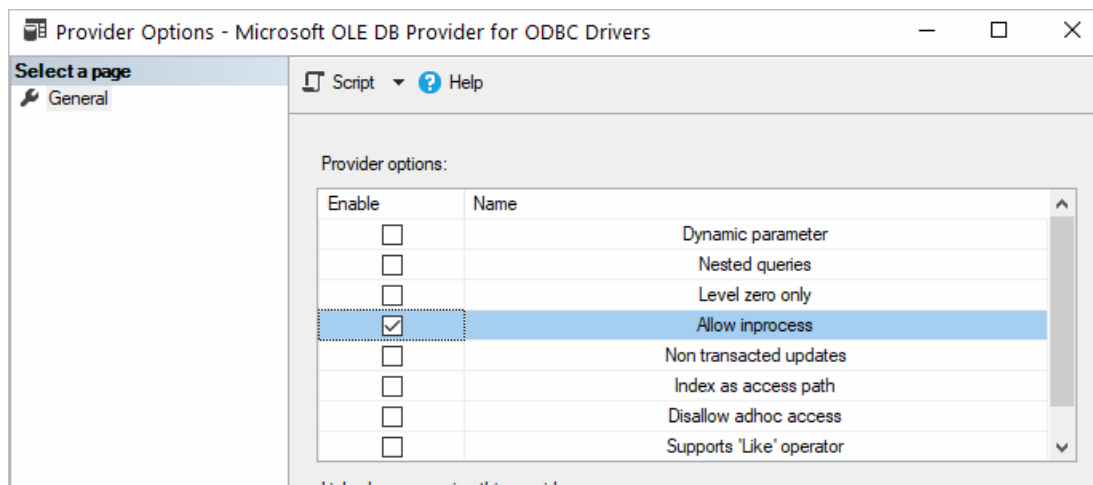 Provider Options - Microsoft OLE DB Provider for ODBC Drivers
Select a page
General
Script
Help
Provider options:
Enable Name
Dynamic parameter
Nested queries
Level zero only
Allow inprocess
Non transacted updates
Index as access path
Disallow adhoc access
Supports 'Like' operator